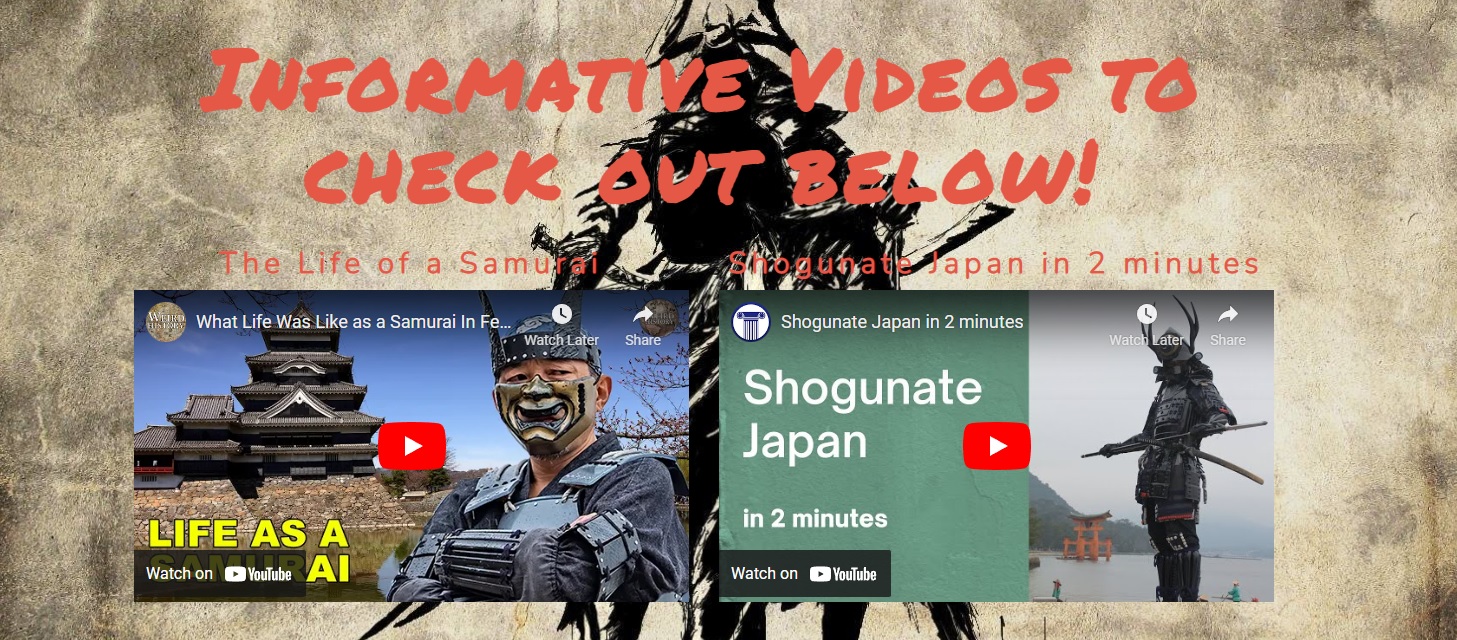 Informative Videos to
check out below!
The Life of a Samurai
Shogunate Japan in 2 minutes
WEIRD
HISTORY
What Life Was Like as a Samurai In Fe...
Watch Later
Share
LIFE AS A
SAMURAI
Watch on YouTube
Shogunate Japan in 2 minutes
Watch Later
Share
Shogunate
Japan
in 2 minutes
Watch on YouTube